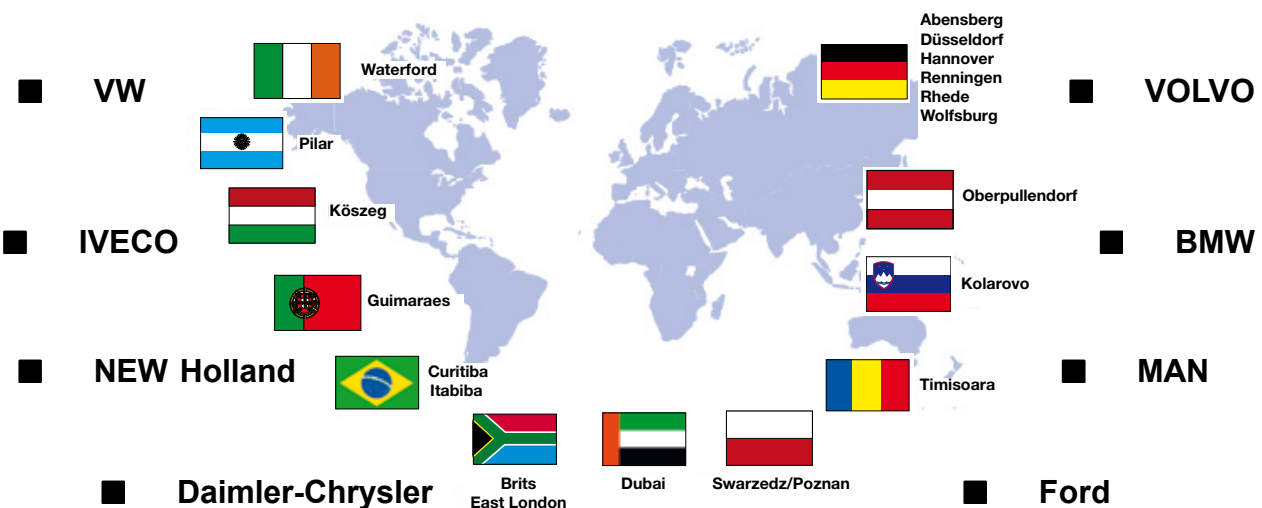 Abensberg
Düsseldorf
Hannover
Renningen
Rhede
Wolfsburg
Waterford
VW
VOLVO
Pilar
Oberpullendorf
Köszeg
IVECO
BMW
Kolarovo
Guimaraes
NEW Holland
Curitiba
Itabiba
Timisoara
MAN
Brits
East London
Dubai
Swarzedz/Poznan
Daimler-Chrysler
Ford